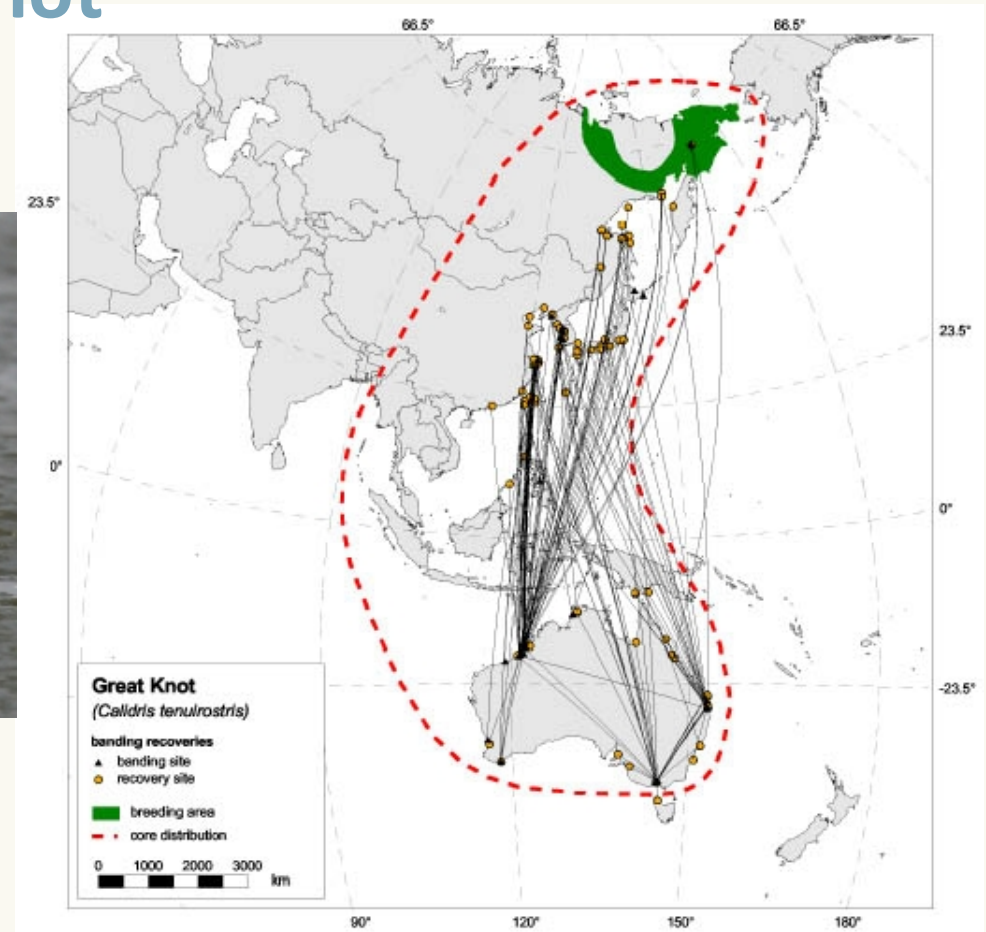 not
66.5° 66.5°
23.5°
23.5°
0°
0°
-23.5°
Great Knot
(Calidris tenuirostris)
banding recoveries
banding site
recovery site
breeding area
core distribution
0 1000 2000 3000
km
90° 120° 150° 180°